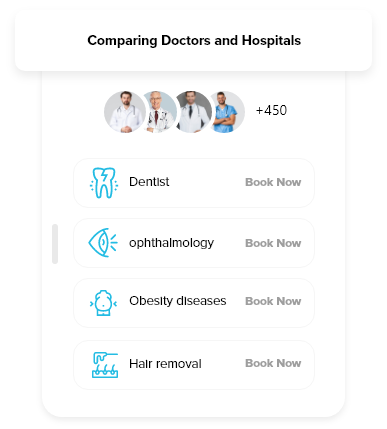 Comparing Doctors and Hospitals
+450
Dentist Book Now
ophthalmology Book Now
Obesity diseases Book Now
Hair removal Book Now